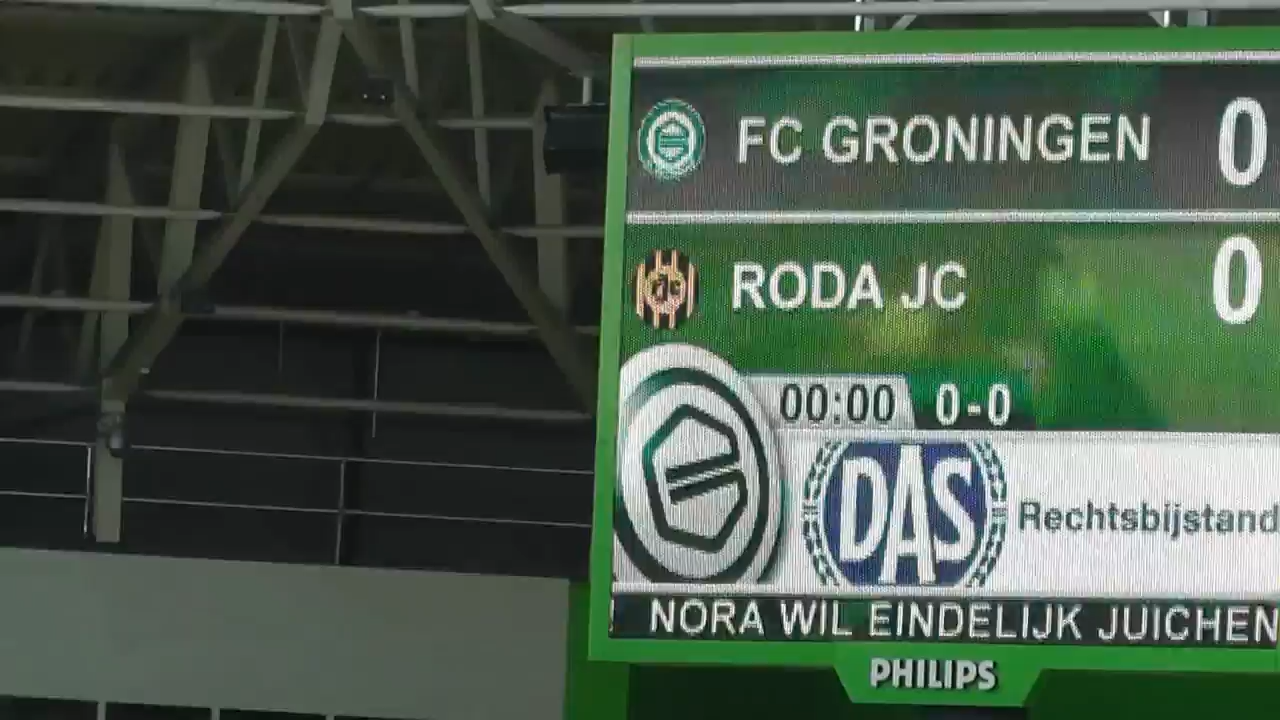 FC GRONINGEN 0
RODA JC 0
00:00 0-0
DAS Rechtsbijstand
NORA WIL EINDELIJK JUICHEN
PHILIPS